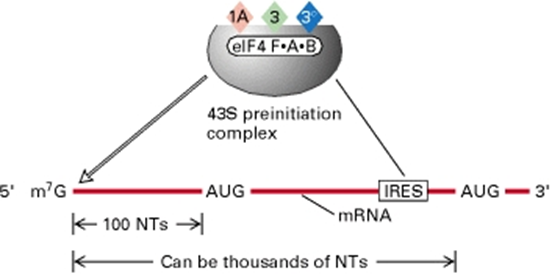 1A 3 3°
eIF4 F•A•B
43S preinitiation
complex
5' m⁷G AUG IRES AUG 3'
mRNA
100 NTs
Can be thousands of NTs